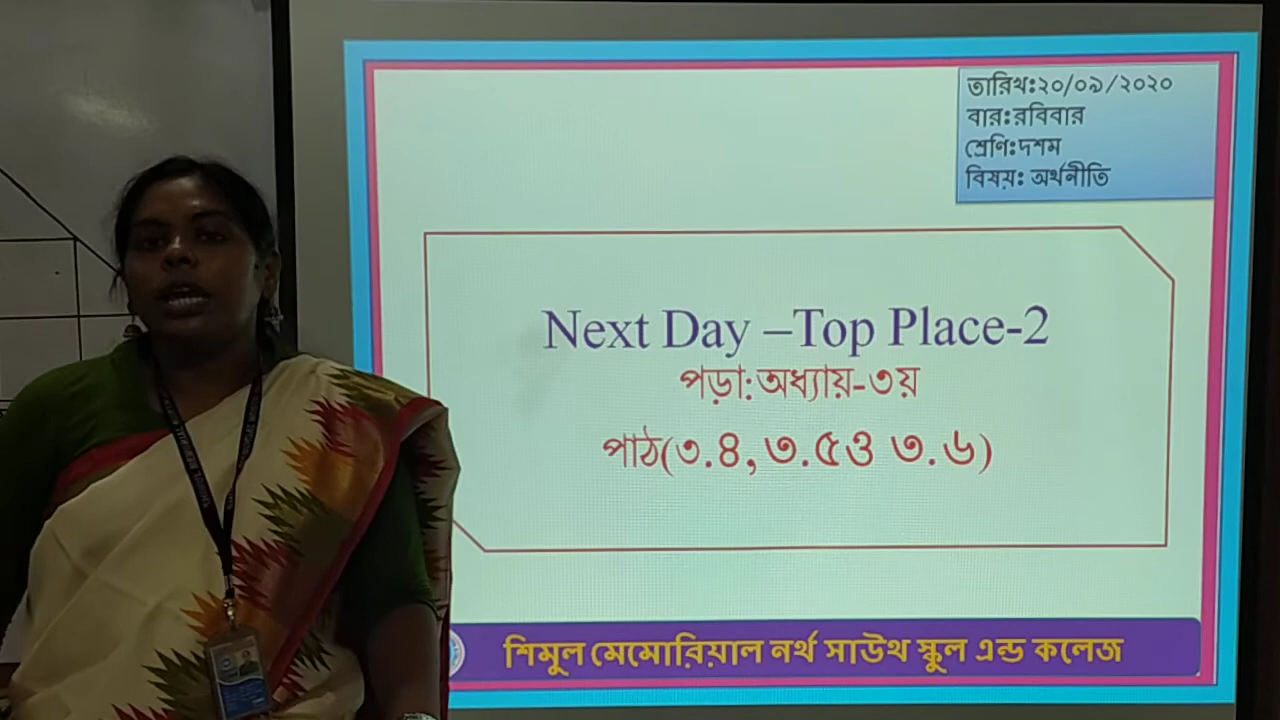 তারিখ:২০/০৯/২০২০
বার:রবিবার
শ্রেণি:দশম
বিষয়: অর্থনীতি
Next Day –Top Place-2
পড়া:অধ্যায়-৩য়
পাঠ(৩.৪,৩.৫ও ৩.৬)
শিমুল মেমোরিয়াল নর্থ সাউথ স্কুল এন্ড কলেজ